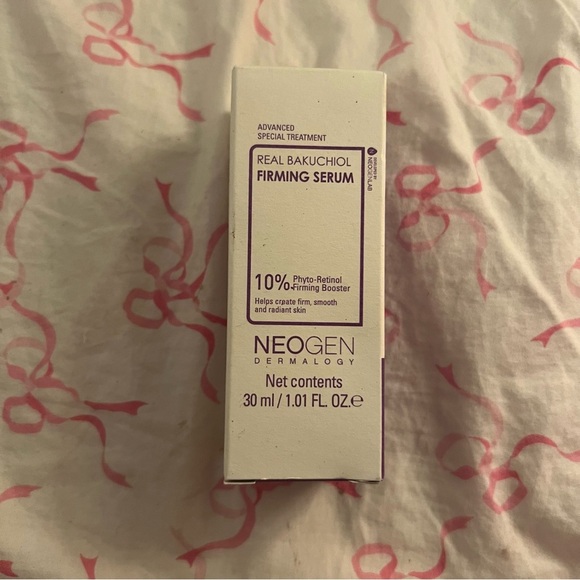 ADVANCED
SPECIAL TREATMENT
REAL BAKUCHIOL
FIRMING SERUM
NEOGENLAB
10% Phyto-Retinol
Firming Booster
Helps create firm, smooth
and radiant skin
NEOGEN
DERMALOGY
Net contents
30 ml / 1.01 FL. OZ.℮